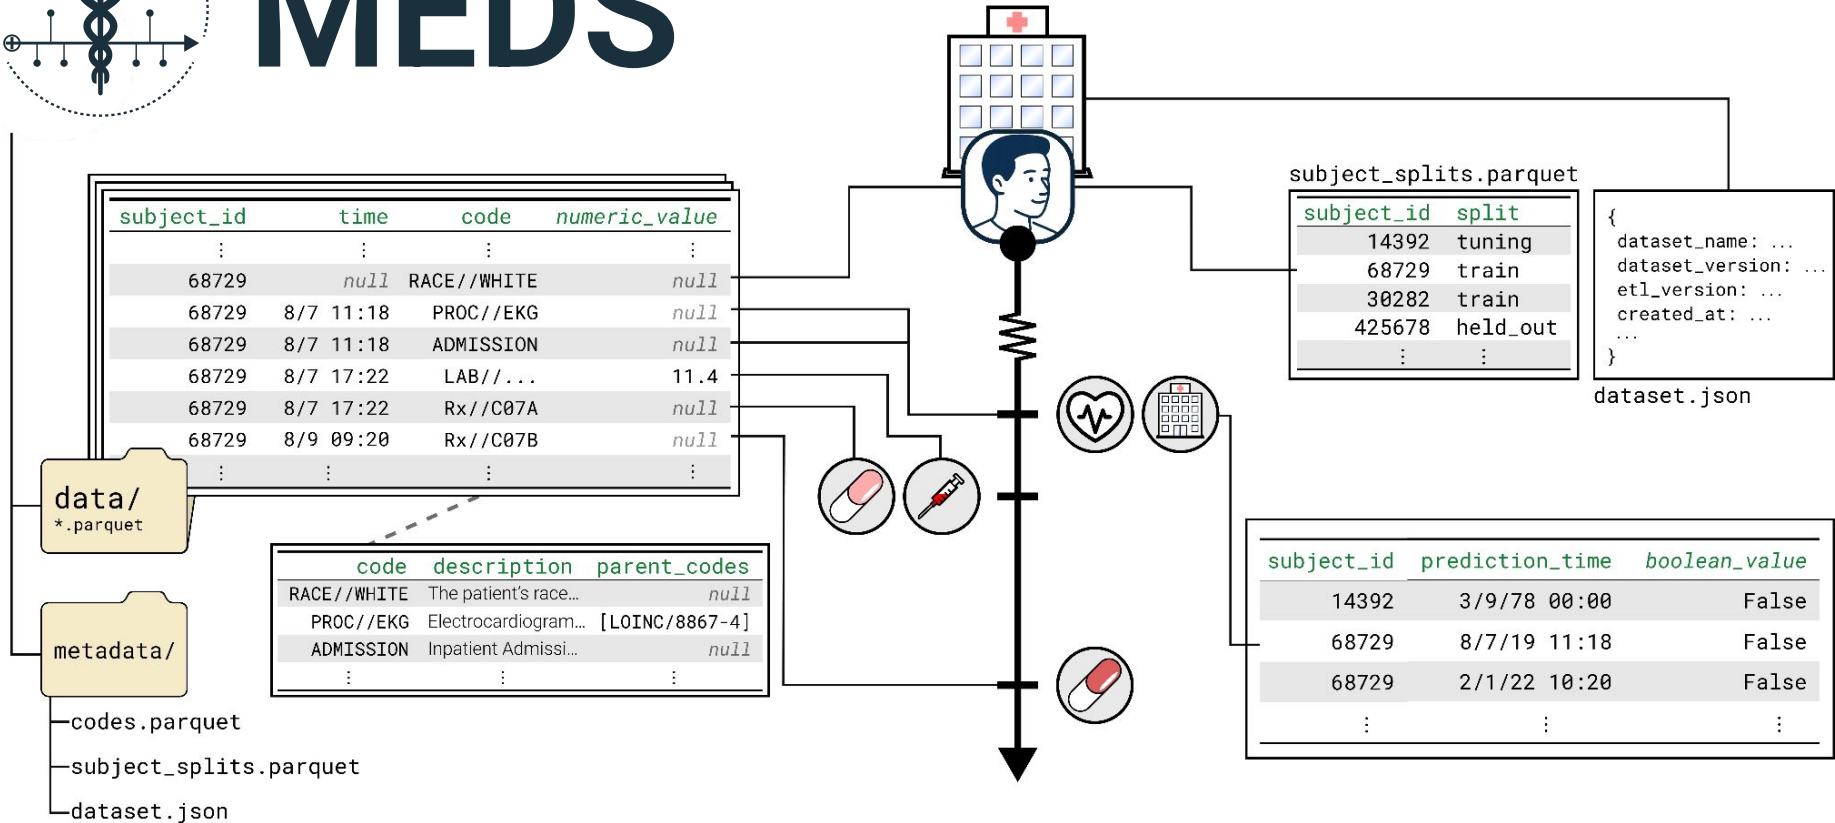 MEDS
subject_id time code numeric_value
⋮ ⋮ ⋮ ⋮
68729 null RACE//WHITE null
68729 8/7 11:18 PROC//EKG null
68729 8/7 11:18 ADMISSION null
68729 8/7 17:22 LAB//... 11.4
68729 8/7 17:22 Rx//C07A null
68729 8/9 09:20 Rx//C07B null
⋮ ⋮ ⋮ ⋮
data/
*.parquet
code description parent_codes
RACE//WHITE The patient's race... null
PROC//EKG Electrocardiogram... [LOINC/8867-4]
ADMISSION Inpatient Admissi... null
⋮ ⋮ ⋮
metadata/
codes.parquet
subject_splits.parquet
dataset.json
subject_splits.parquet
subject_id split
14392 tuning
68729 train
30282 train
425678 held_out
⋮ ⋮
{
dataset_name: ...
dataset_version: ...
etl_version: ...
created_at: ...
...
}
dataset.json
subject_id prediction_time boolean_value
14392 3/9/78 00:00 False
68729 8/7/19 11:18 False
68729 2/1/22 10:20 False
⋮ ⋮ ⋮